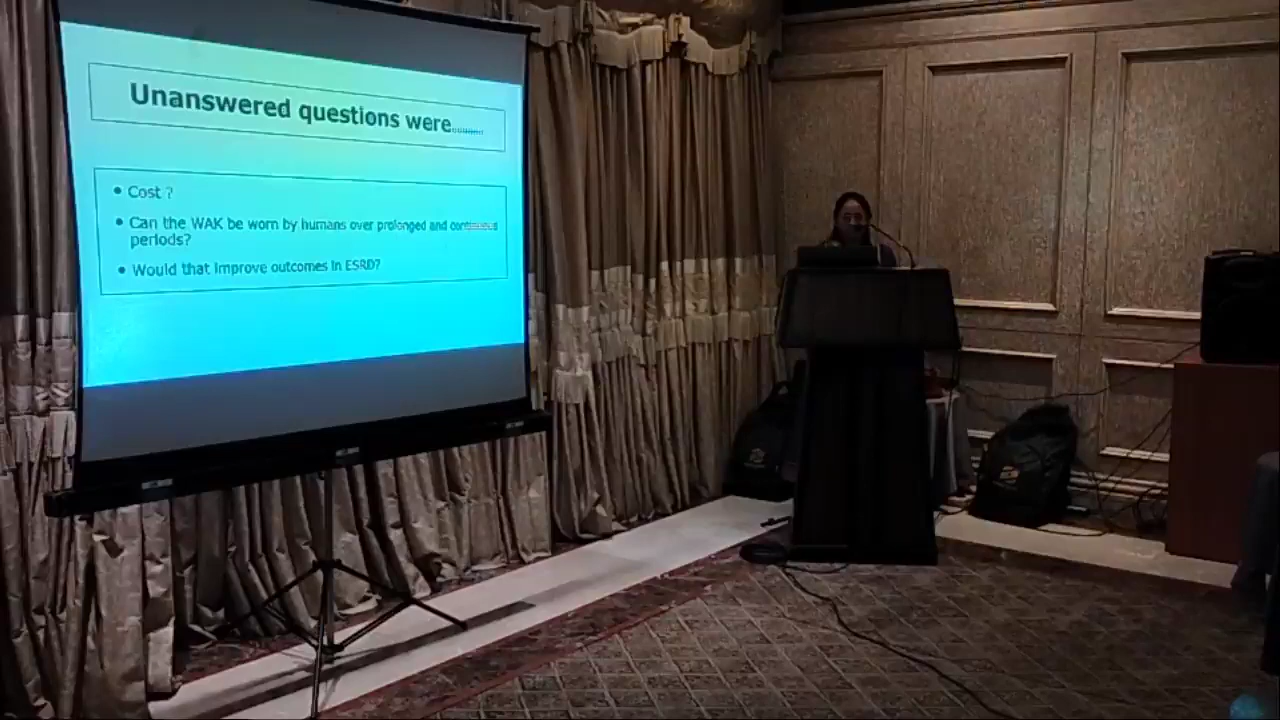 Unanswered questions were........
• Cost ?
• Can the WAK be worn by humans over prolonged and
periods?
• Would that improve outcomes in ESRD?